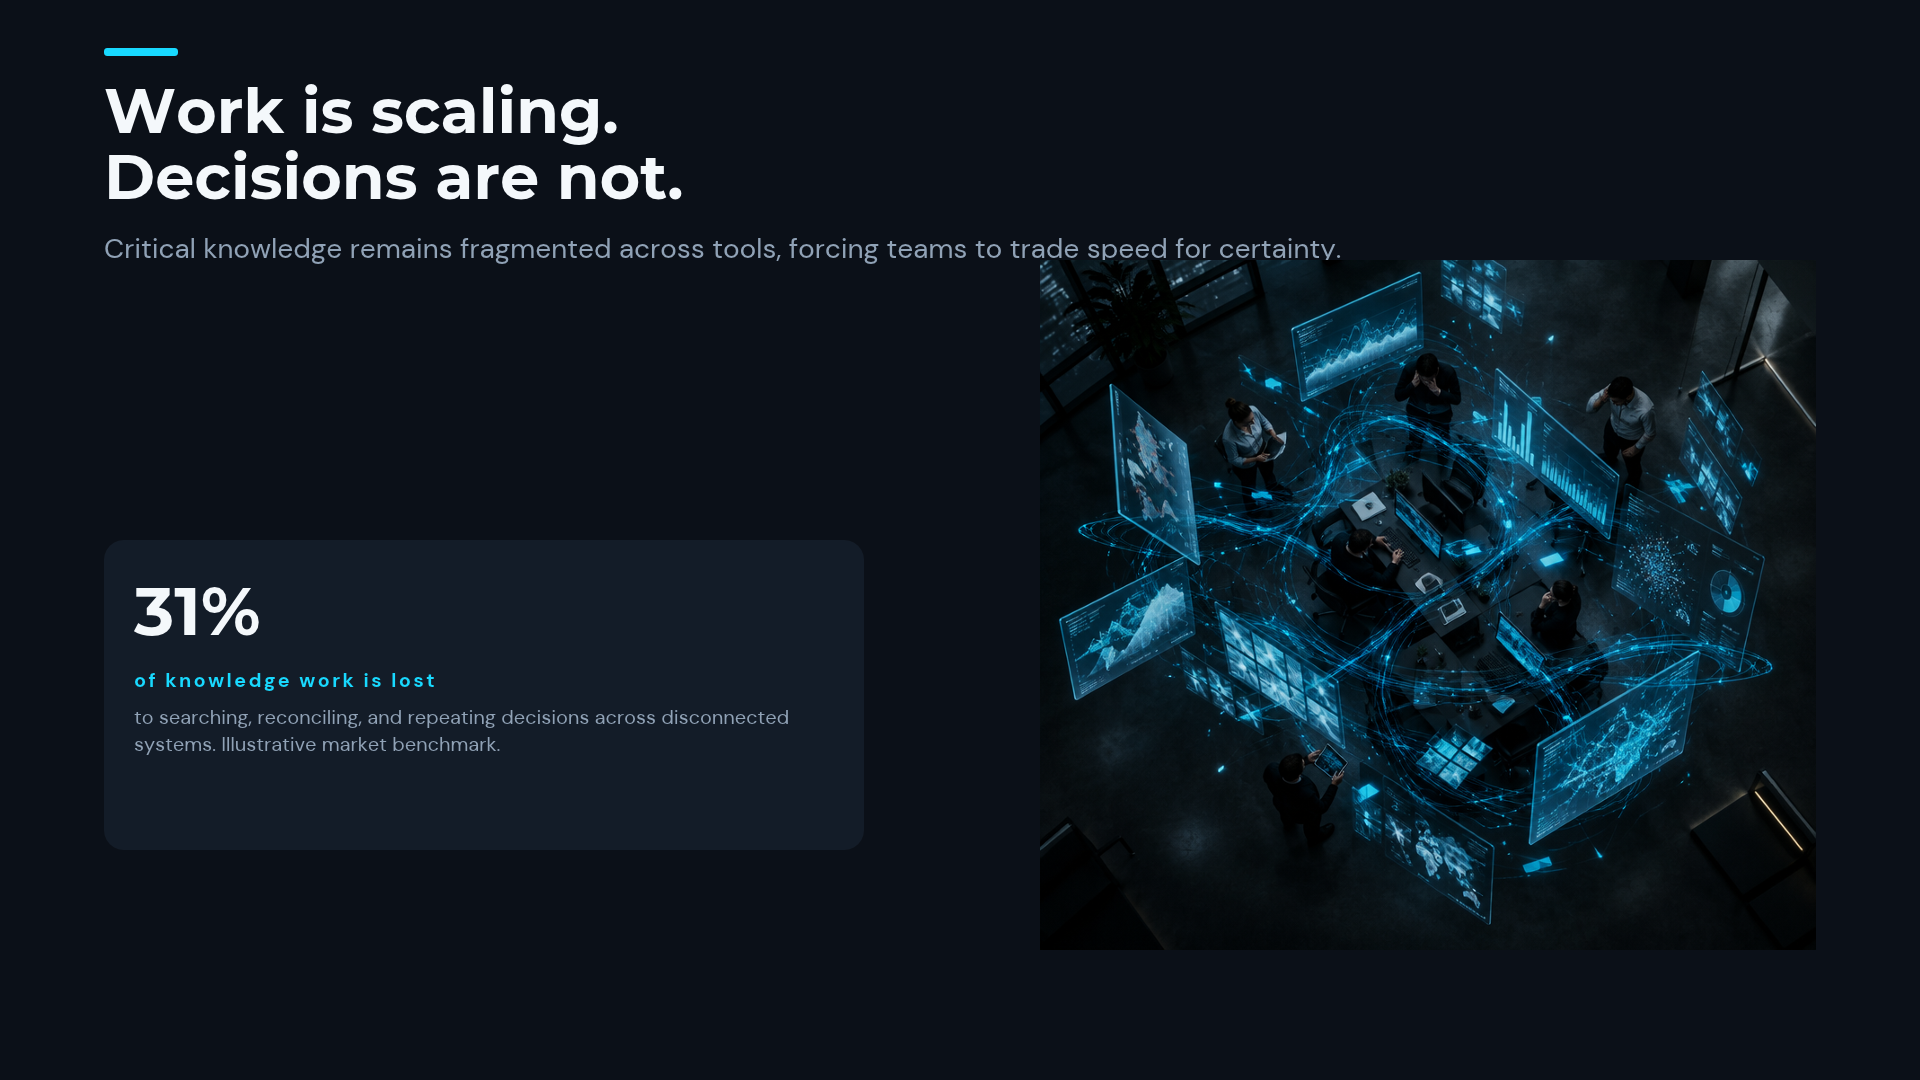 Work is scaling.
Decisions are not.
Critical knowledge remains fragmented across tools, forcing teams to trade speed for certainty.
31%
of knowledge work is lost
to searching, reconciling, and repeating decisions across disconnected
systems. Illustrative market benchmark.